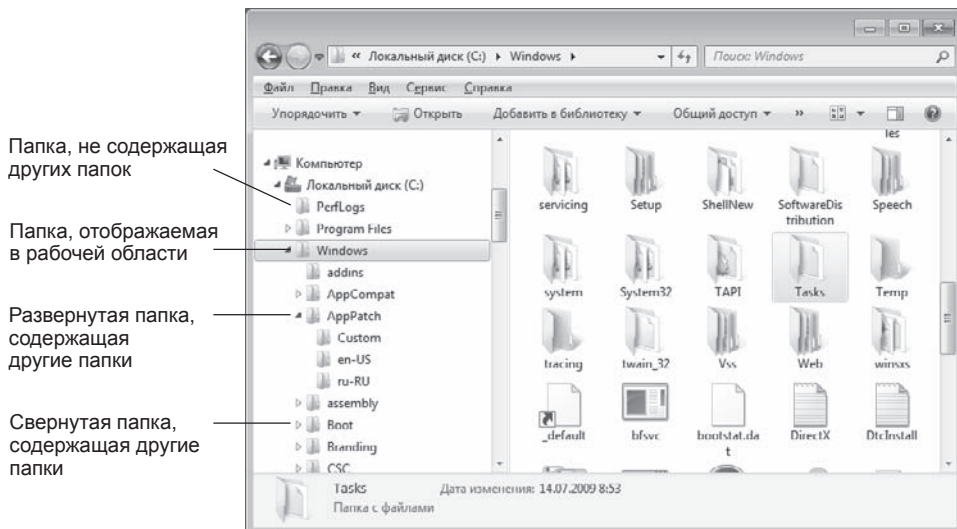 « Локальный диск (C:) Windows
Поиск: Windows
Файл Правка Вид Сервис Справка
Упорядочить Открыть Добавить в библиотеку Общий доступ »
Папка, не содержащая
других папок
Папка, отображаемая
в рабочей области
Развернутая папка,
содержащая
другие папки
Свернутая папка,
содержащая другие
папки
Компьютер
Локальный диск (C:)
PerfLogs
Program Files
Windows
addins
AppCompat
AppPatch
Custom
en-US
ru-RU
assembly
Boot
Branding
CSC
les
servicing Setup ShellNew SoftwareDis Speech
tribution
system System32 TAPI Tasks Temp
tracing twain_32 Vss Web winsxs
_default bfsvc bootstat.da DirectX DtcInstall
t
Tasks Дата изменения: 14.07.2009 8:53
Папка с файлами